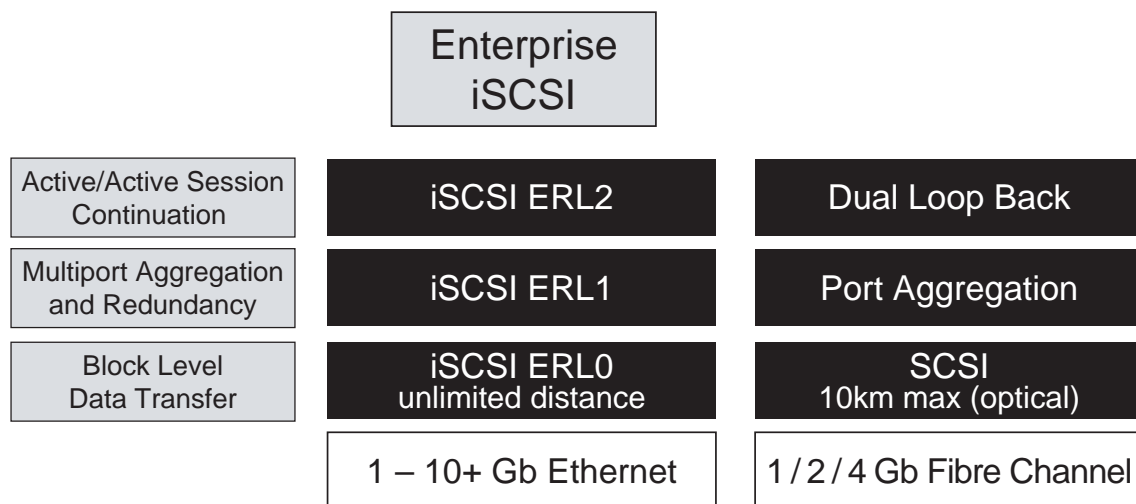 Enterprise
iSCSI
Active/Active Session
Continuation
iSCSI ERL2
Dual Loop Back
Multiport Aggregation
and Redundancy
iSCSI ERL1
Port Aggregation
Block Level
Data Transfer
iSCSI ERL0
unlimited distance
SCSI
10km max (optical)
1 – 10+ Gb Ethernet
1 / 2 / 4 Gb Fibre Channel